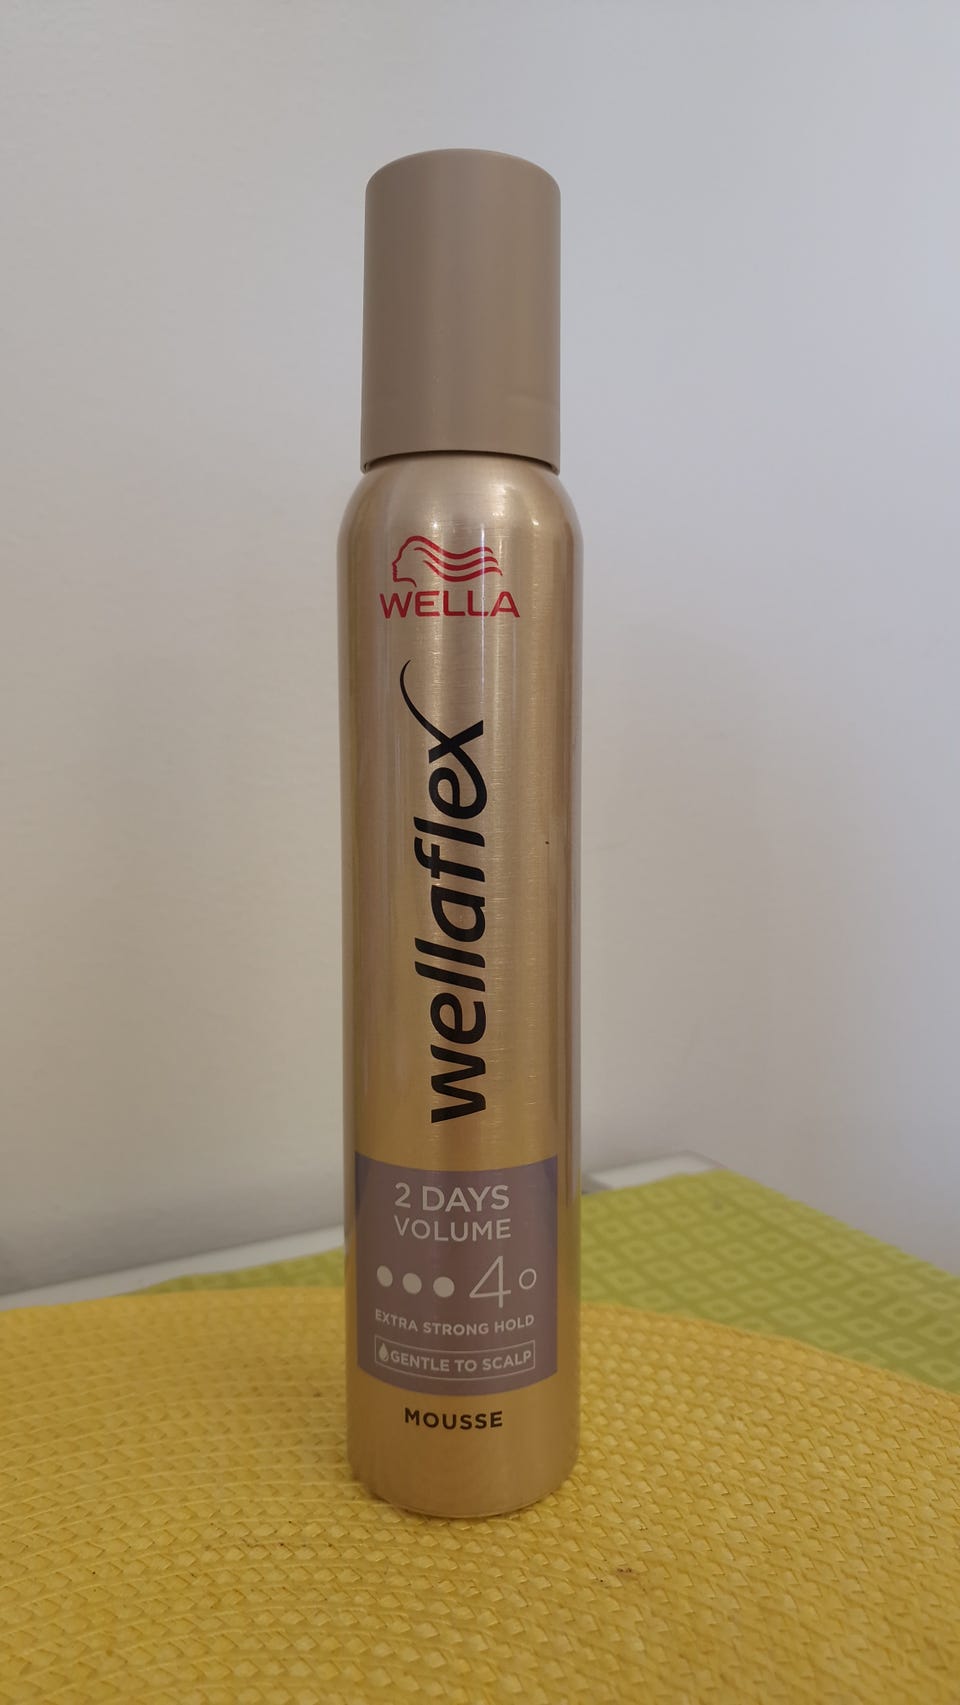 WELLA
wellaflex
2 DAYS
VOLUME
4
EXTRA STRONG HOLD
GENTLE TO SCALP
MOUSSE